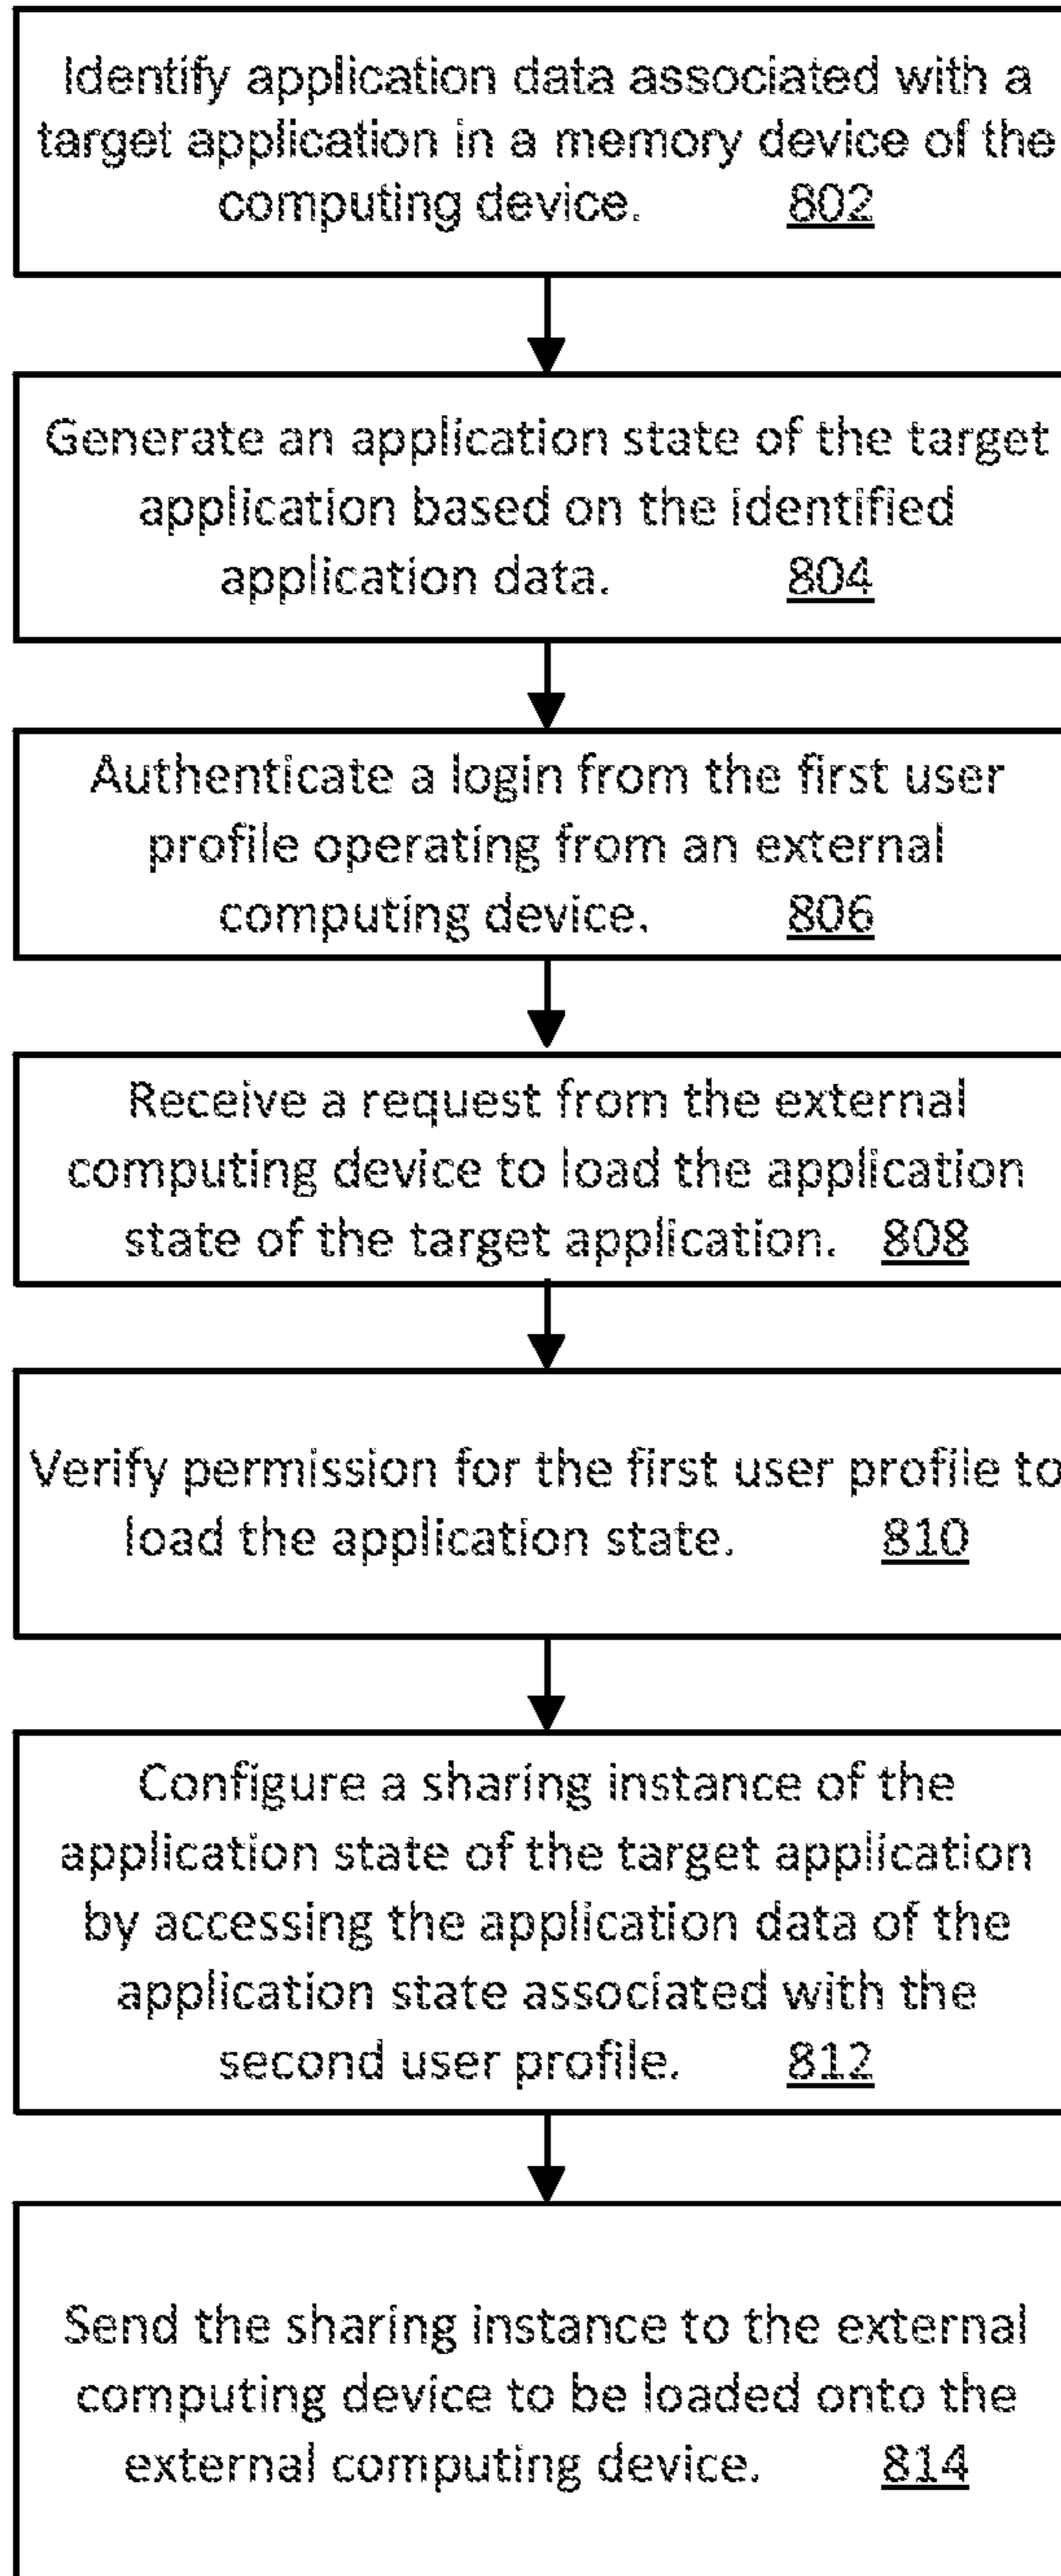 Identify application data associated with a
target application in a memory device of the
computing device. 802
Generate an application state of the target
application based on the identified
application data. 804
Authenticate a login from the first user
profile operating from an external
computing device. 806
Receive a request from the external
computing device to load the application
state of the target application. 808
Verify permission for the first user profile to
load the application state. 810
Configure a sharing instance of the
application state of the target application
by accessing the application data of the
application state associated with the
second user profile. 812
Send the sharing instance to the external
computing device to be loaded onto the
external computing device. 814